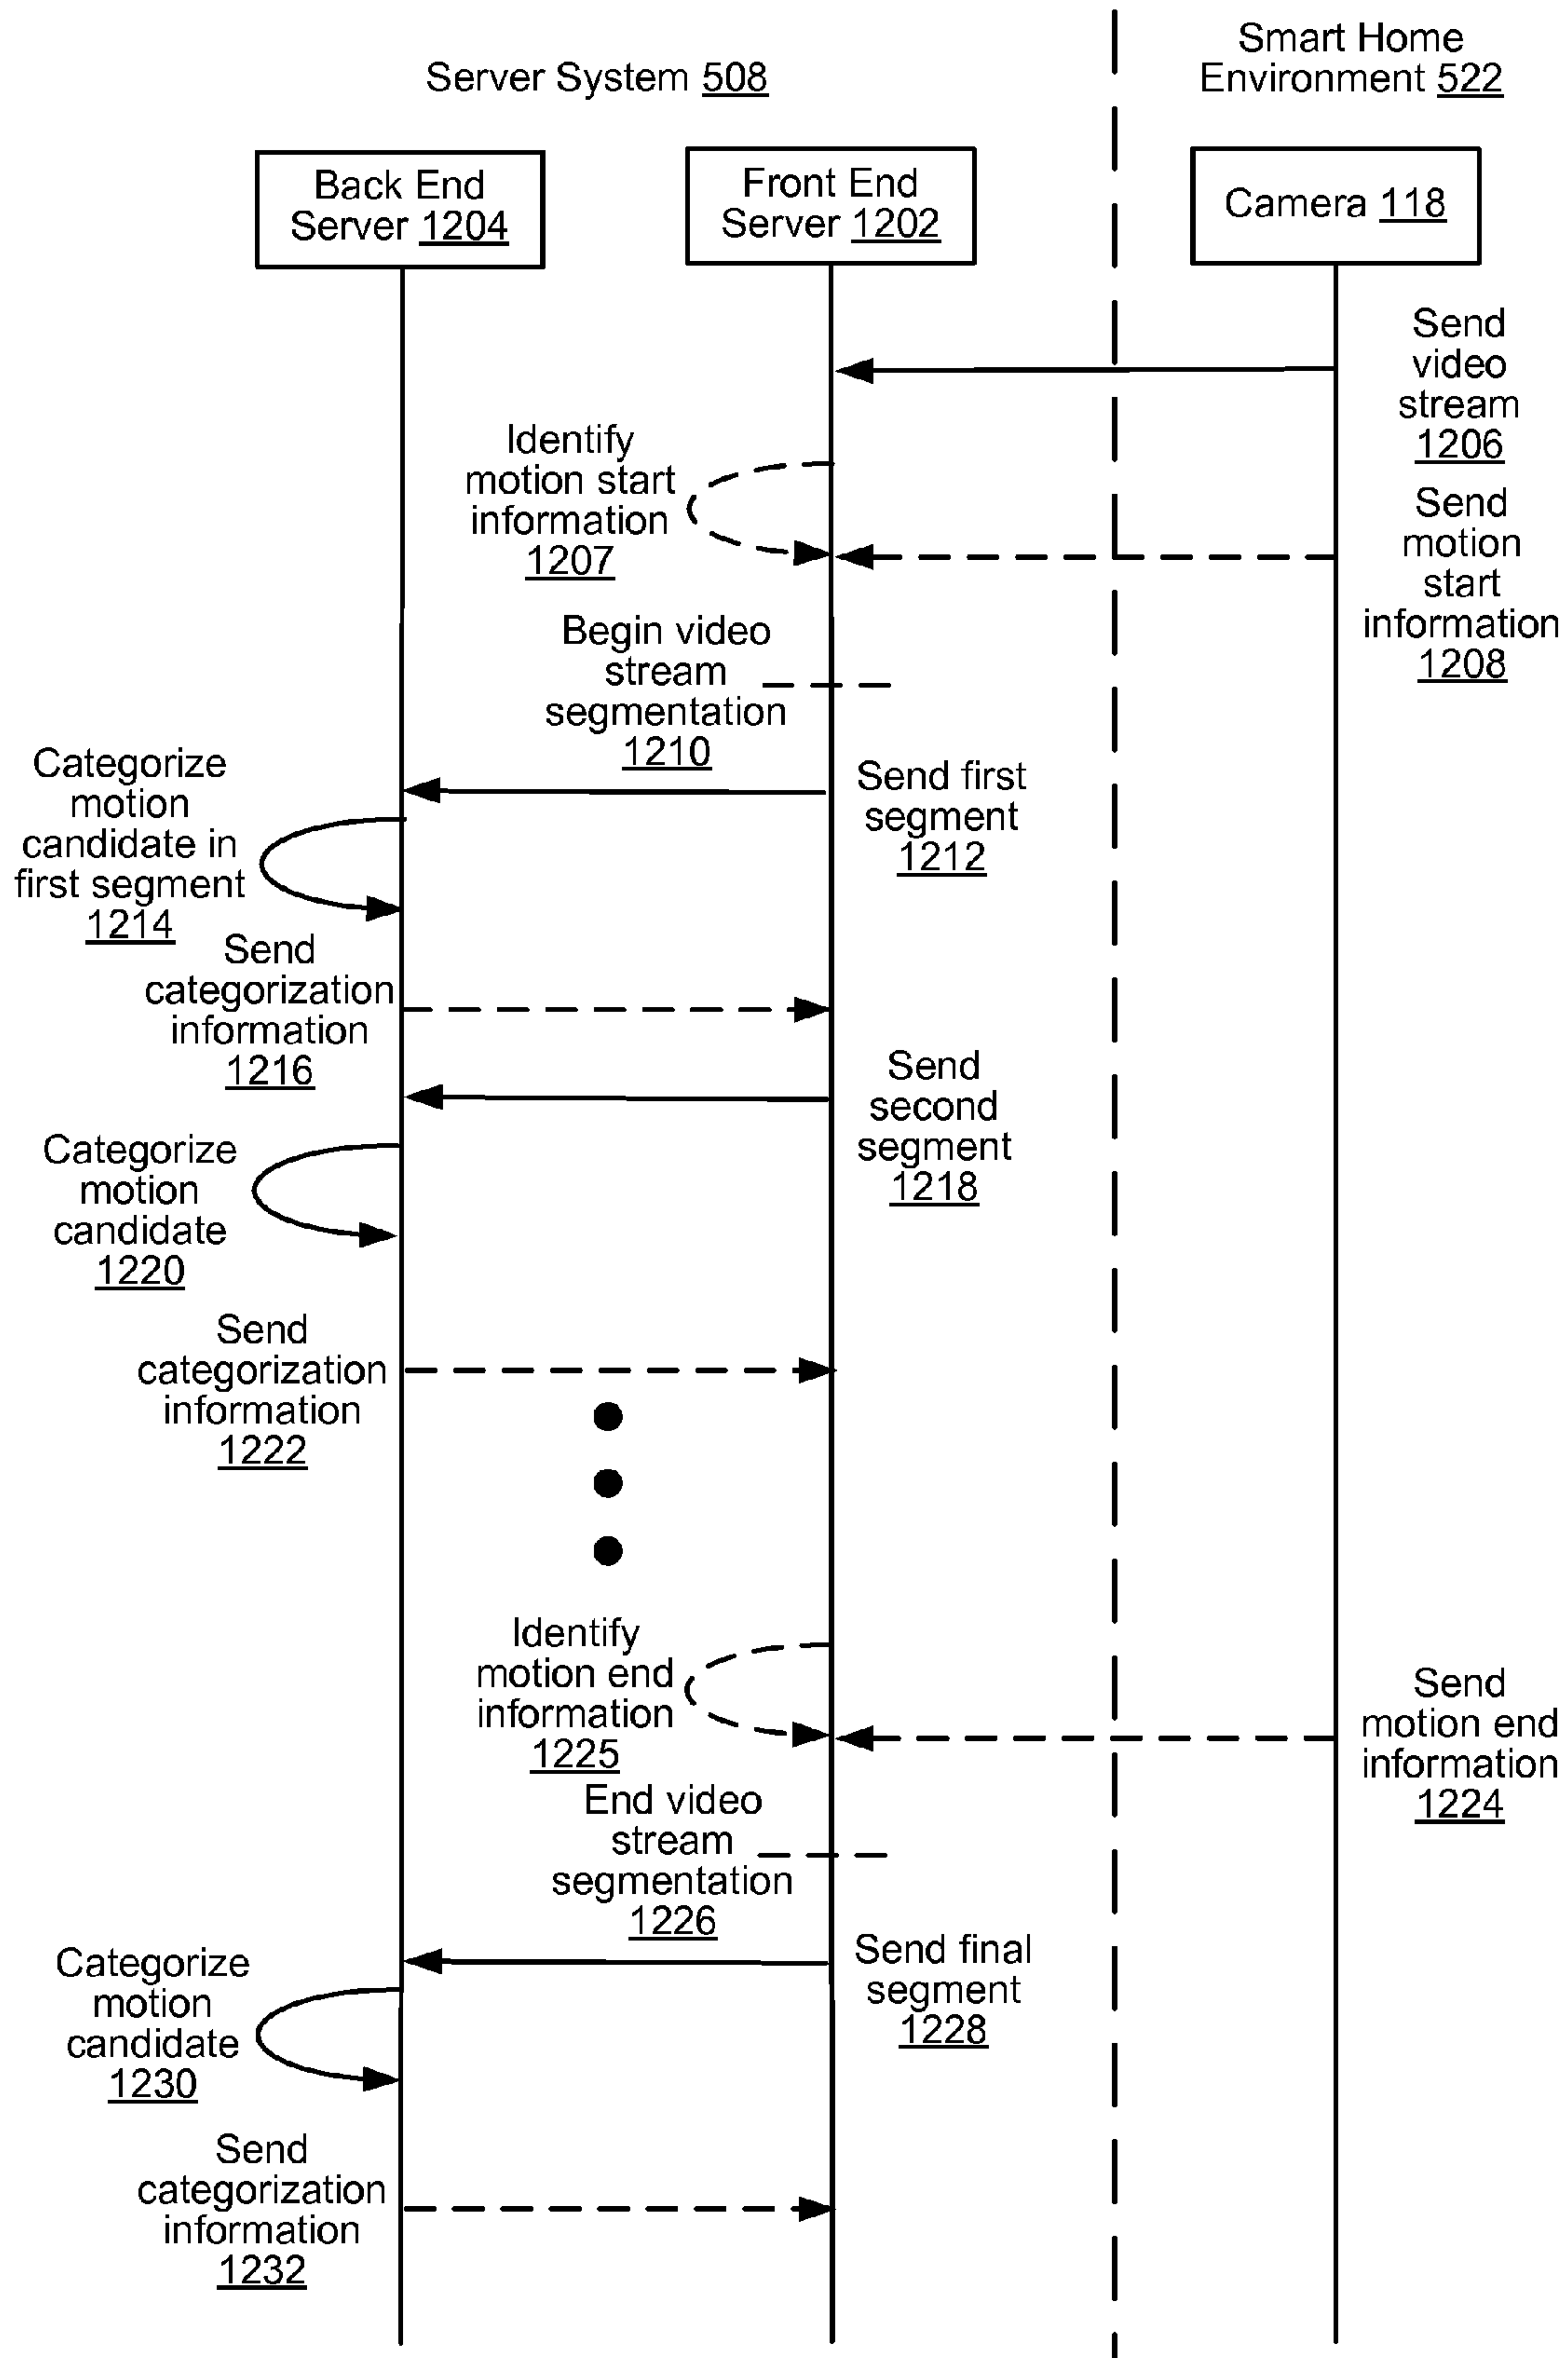 Server System 508
Smart Home
Environment 522
Back End
Server 1204
Front End
Server 1202
Camera 118
Send
video
stream
1206
Identify
motion start
information
1207
Send
motion
start
information
1208
Begin video
stream
segmentation
1210
Categorize
motion
candidate in
first segment
1214
Send first
segment
1212
Send
categorization
information
1216
Send
second
segment
1218
Categorize
motion
candidate
1220
Send
categorization
information
1222
Identify
motion end
information
1225
Send
motion end
information
1224
End video
stream
segmentation
1226
Send final
segment
1228
Categorize
motion
candidate
1230
Send
categorization
information
1232